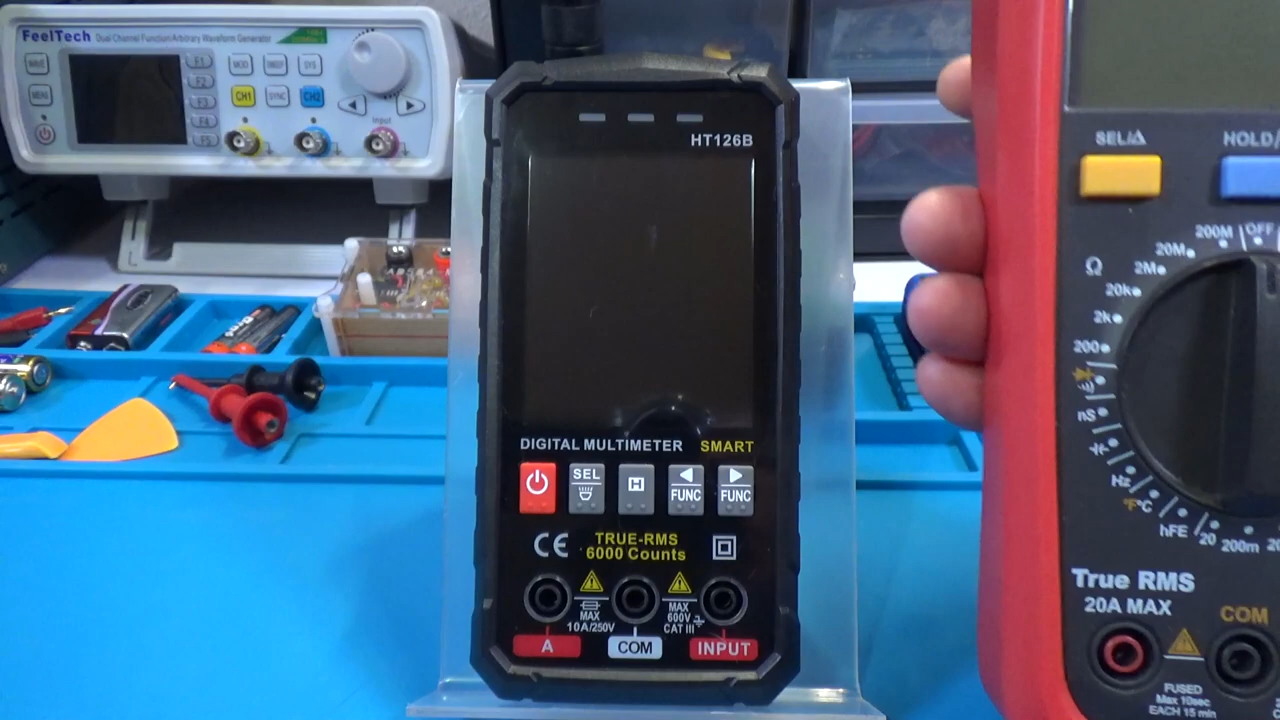 FeelTech Dual Channel Function/Arbitrary Waveform Generator
WAVE
MOD
SWEEP
SYS
F1
F2
MEAS
CH1
SYNC
CH2
F3
F4
F5
Input
HT126B
DIGITAL MULTIMETER SMART
SEL
H
FUNC
FUNC
CE
TRUE-RMS
6000 Counts
MAX
10A/250V
MAX
600V
CAT III
A
COM
INPUT
SEL/Δ
HOLD/
OFF
200M
20M
2M
20k
2k
200
Ω
nS
Hz
°F°C
hFE
20
200m
True RMS
20A MAX
COM
FUSED
Max 10sec
EACH 15 min